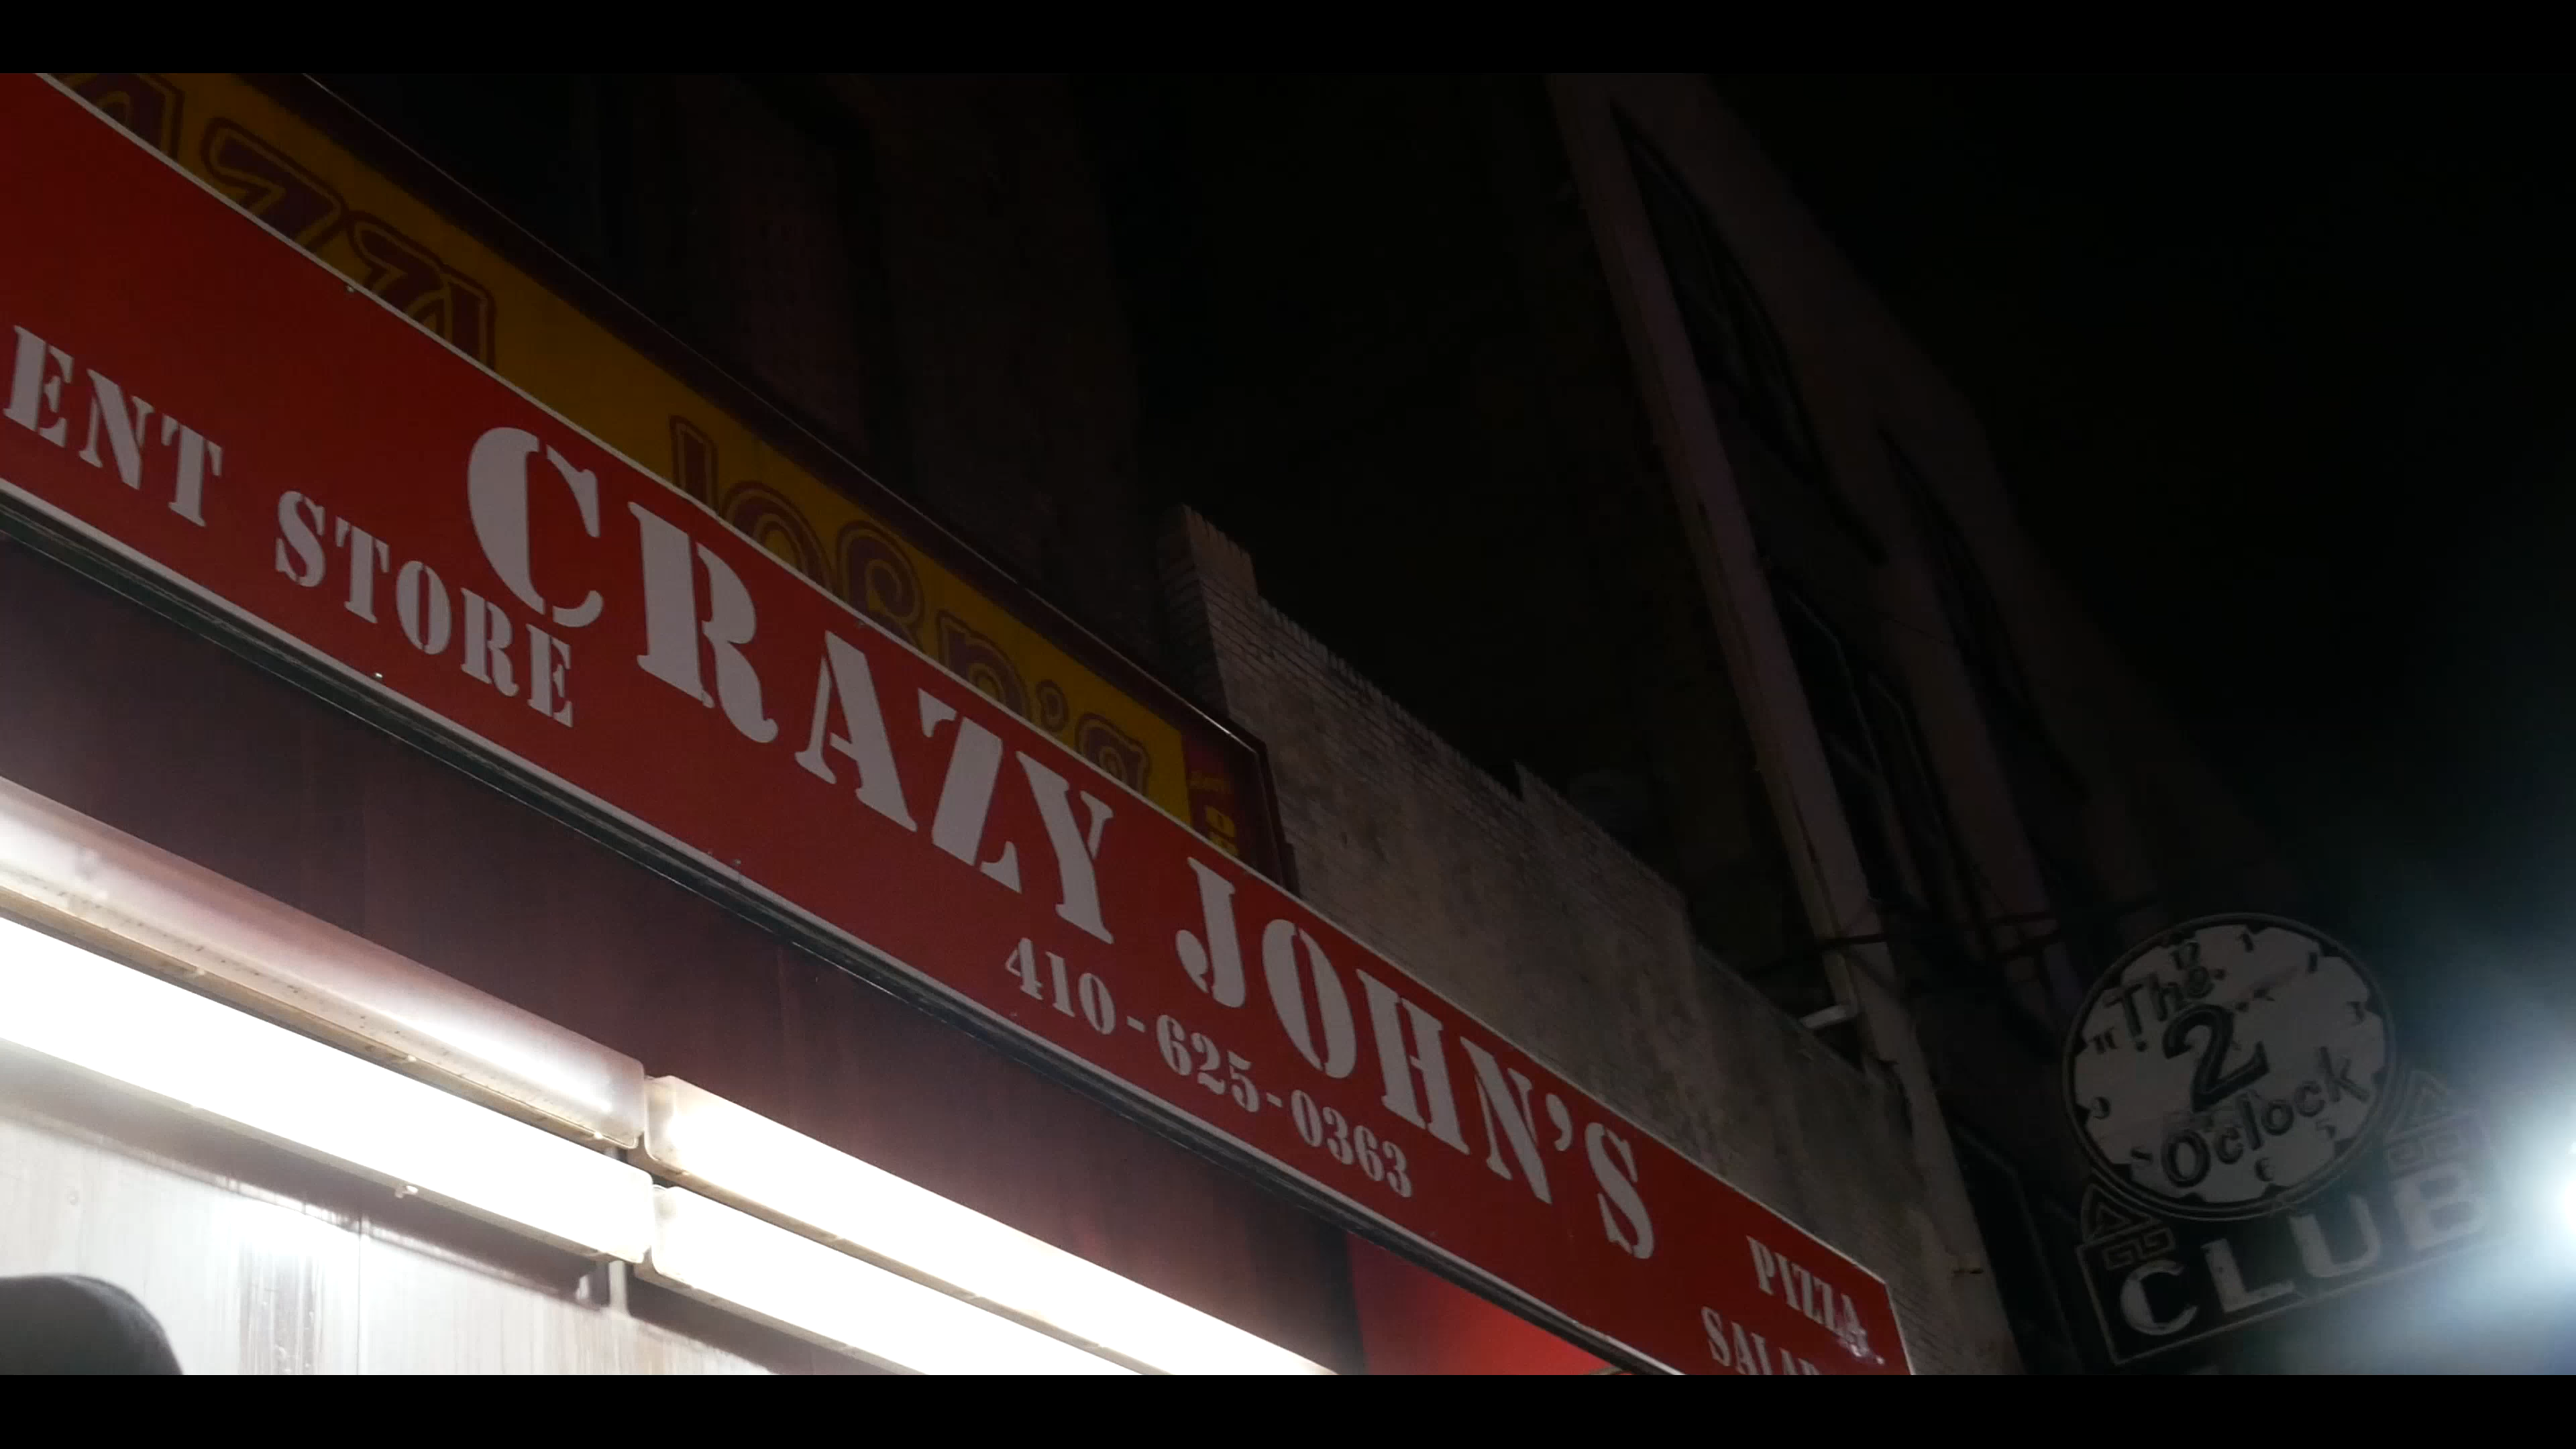 ENT STORE
CRAZY JOHN'S
410-625-0363
PIZZA
The
2
O'clock
CLUB